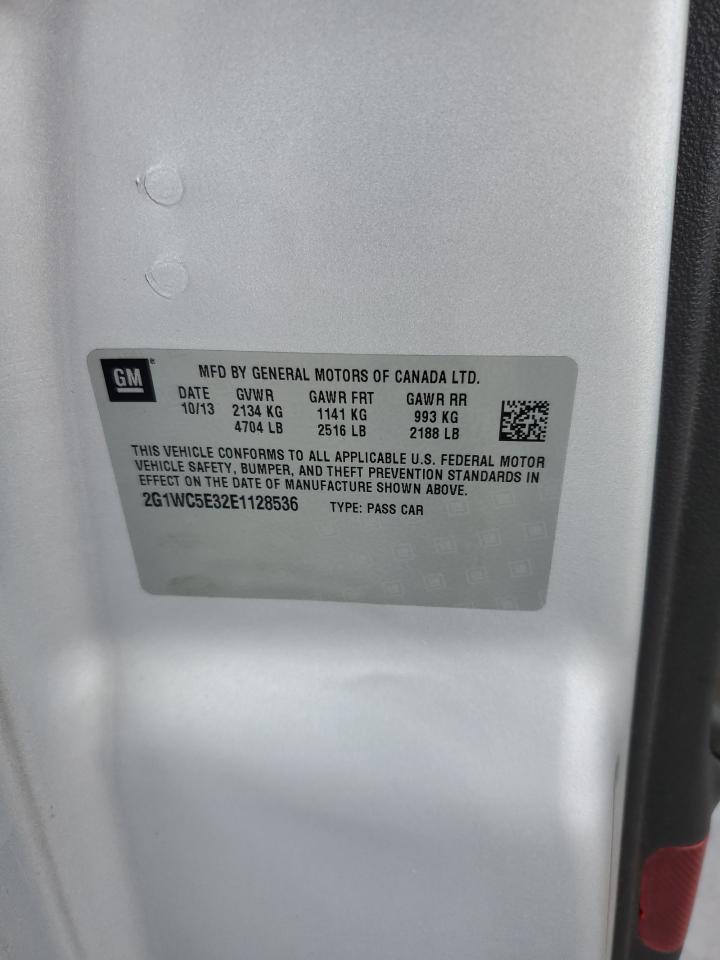 GM
MFD BY GENERAL MOTORS OF CANADA LTD.
DATE GVWR GAWR FRT GAWR RR
10/13 2134 KG 1141 KG 993 KG
4704 LB 2516 LB 2188 LB
THIS VEHICLE CONFORMS TO ALL APPLICABLE U.S. FEDERAL MOTOR
VEHICLE SAFETY, BUMPER, AND THEFT PREVENTION STANDARDS IN
EFFECT ON THE DATE OF MANUFACTURE SHOWN ABOVE.
2G1WC5E32E1128536 TYPE: PASS CAR